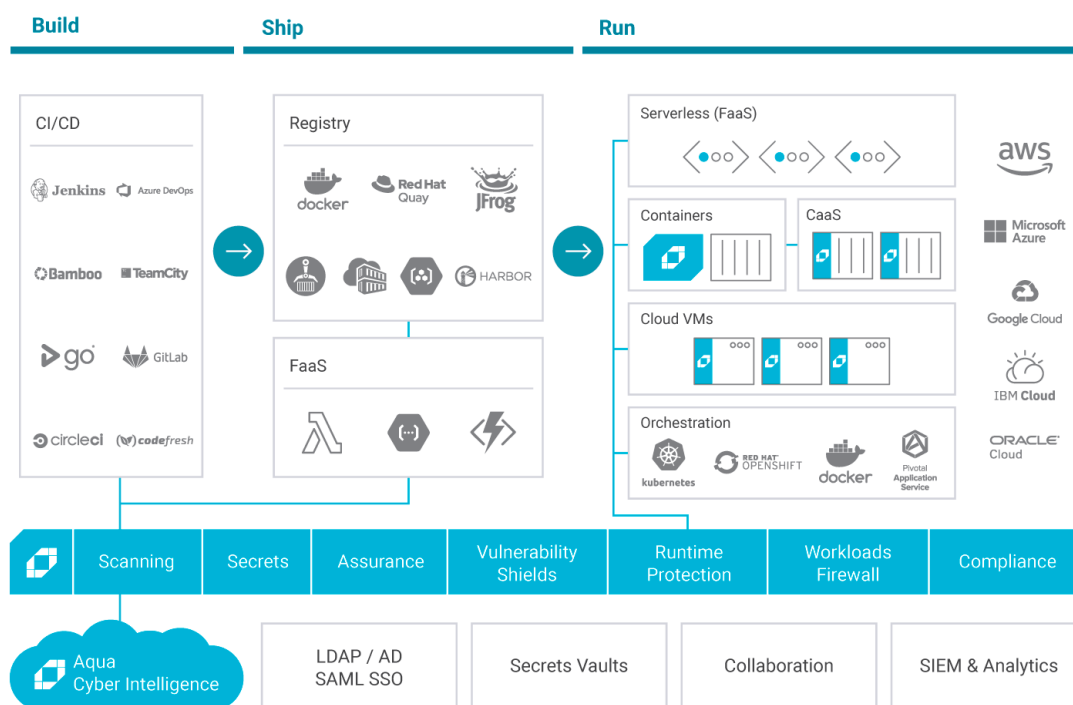 Build
Ship
Run
CI/CD
Jenkins
Azure DevOps
Bamboo
TeamCity
go
GitLab
circleci
codefresh
Registry
docker
Red Hat
Quay
JFrog
HARBOR
FaaS
Serverless (FaaS)
Containers
CaaS
Cloud VMs
Orchestration
kubernetes
RED HAT
OPENSHIFT
docker
Pivotal
Application
Service
aws
Microsoft
Azure
Google Cloud
IBM Cloud
ORACLE
Cloud
Scanning
Secrets
Assurance
Vulnerability
Shields
Runtime
Protection
Workloads
Firewall
Compliance
Aqua
Cyber Intelligence
LDAP / AD
SAML SSO
Secrets Vaults
Collaboration
SIEM & Analytics